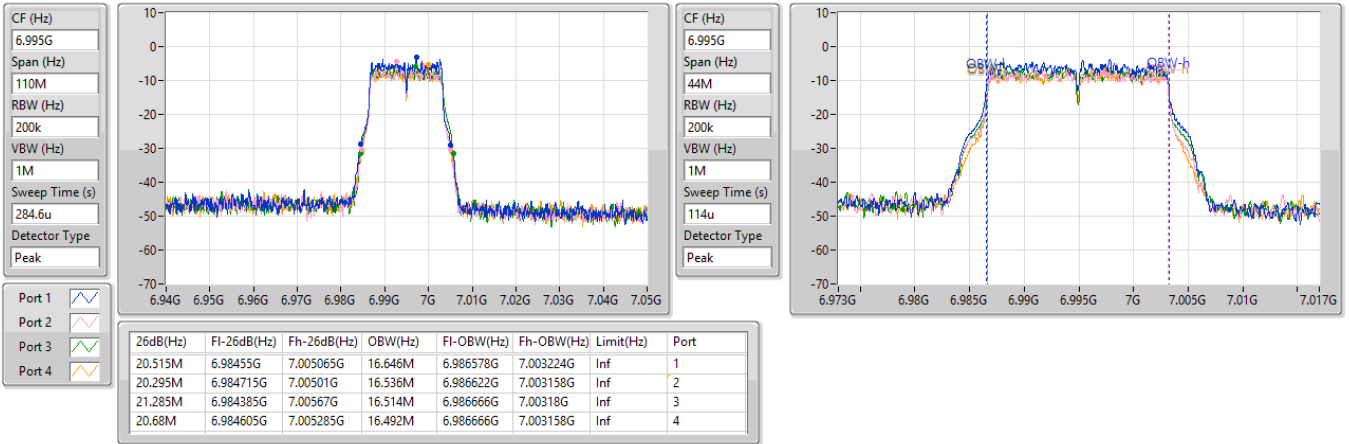 CF (Hz)
6.995G
Span (Hz)
110M
RBW (Hz)
200k
VBW (Hz)
1M
Sweep Time (s)
284.6u
Detector Type
Peak
10
0
-10
-20
-30
-40
-50
-60
-70
6.94G 6.95G 6.96G 6.97G 6.98G 6.99G 7G 7.01G 7.02G 7.03G 7.04G 7.05G
CF (Hz)
6.995G
Span (Hz)
44M
RBW (Hz)
200k
VBW (Hz)
1M
Sweep Time (s)
114u
Detector Type
Peak
10
0
-10
-20
-30
-40
-50
-60
-70
OBW-h
6.973G 6.98G 6.985G 6.99G 6.995G 7G 7.005G 7.01G 7.017G
Port 1
Port 2
Port 3
Port 4
26dB(Hz) Fl-26dB(Hz) Fh-26dB(Hz) OBW(Hz) Fl-OBW(Hz) Fh-OBW(Hz) Limit(Hz) Port
20.515M 6.98455G 7.005065G 16.646M 6.986578G 7.003224G Inf 1
20.295M 6.984715G 7.00501G 16.536M 6.986622G 7.003158G Inf 2
21.285M 6.984385G 7.00567G 16.514M 6.986666G 7.00318G Inf 3
20.68M 6.984605G 7.005285G 16.492M 6.986666G 7.003158G Inf 4